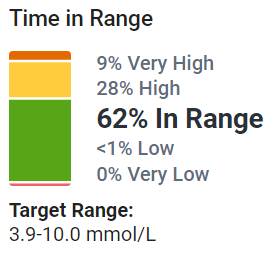 Time in Range
9% Very High
28% High
62% In Range
<1% Low
0% Very Low
Target Range:
3.9-10.0 mmol/L